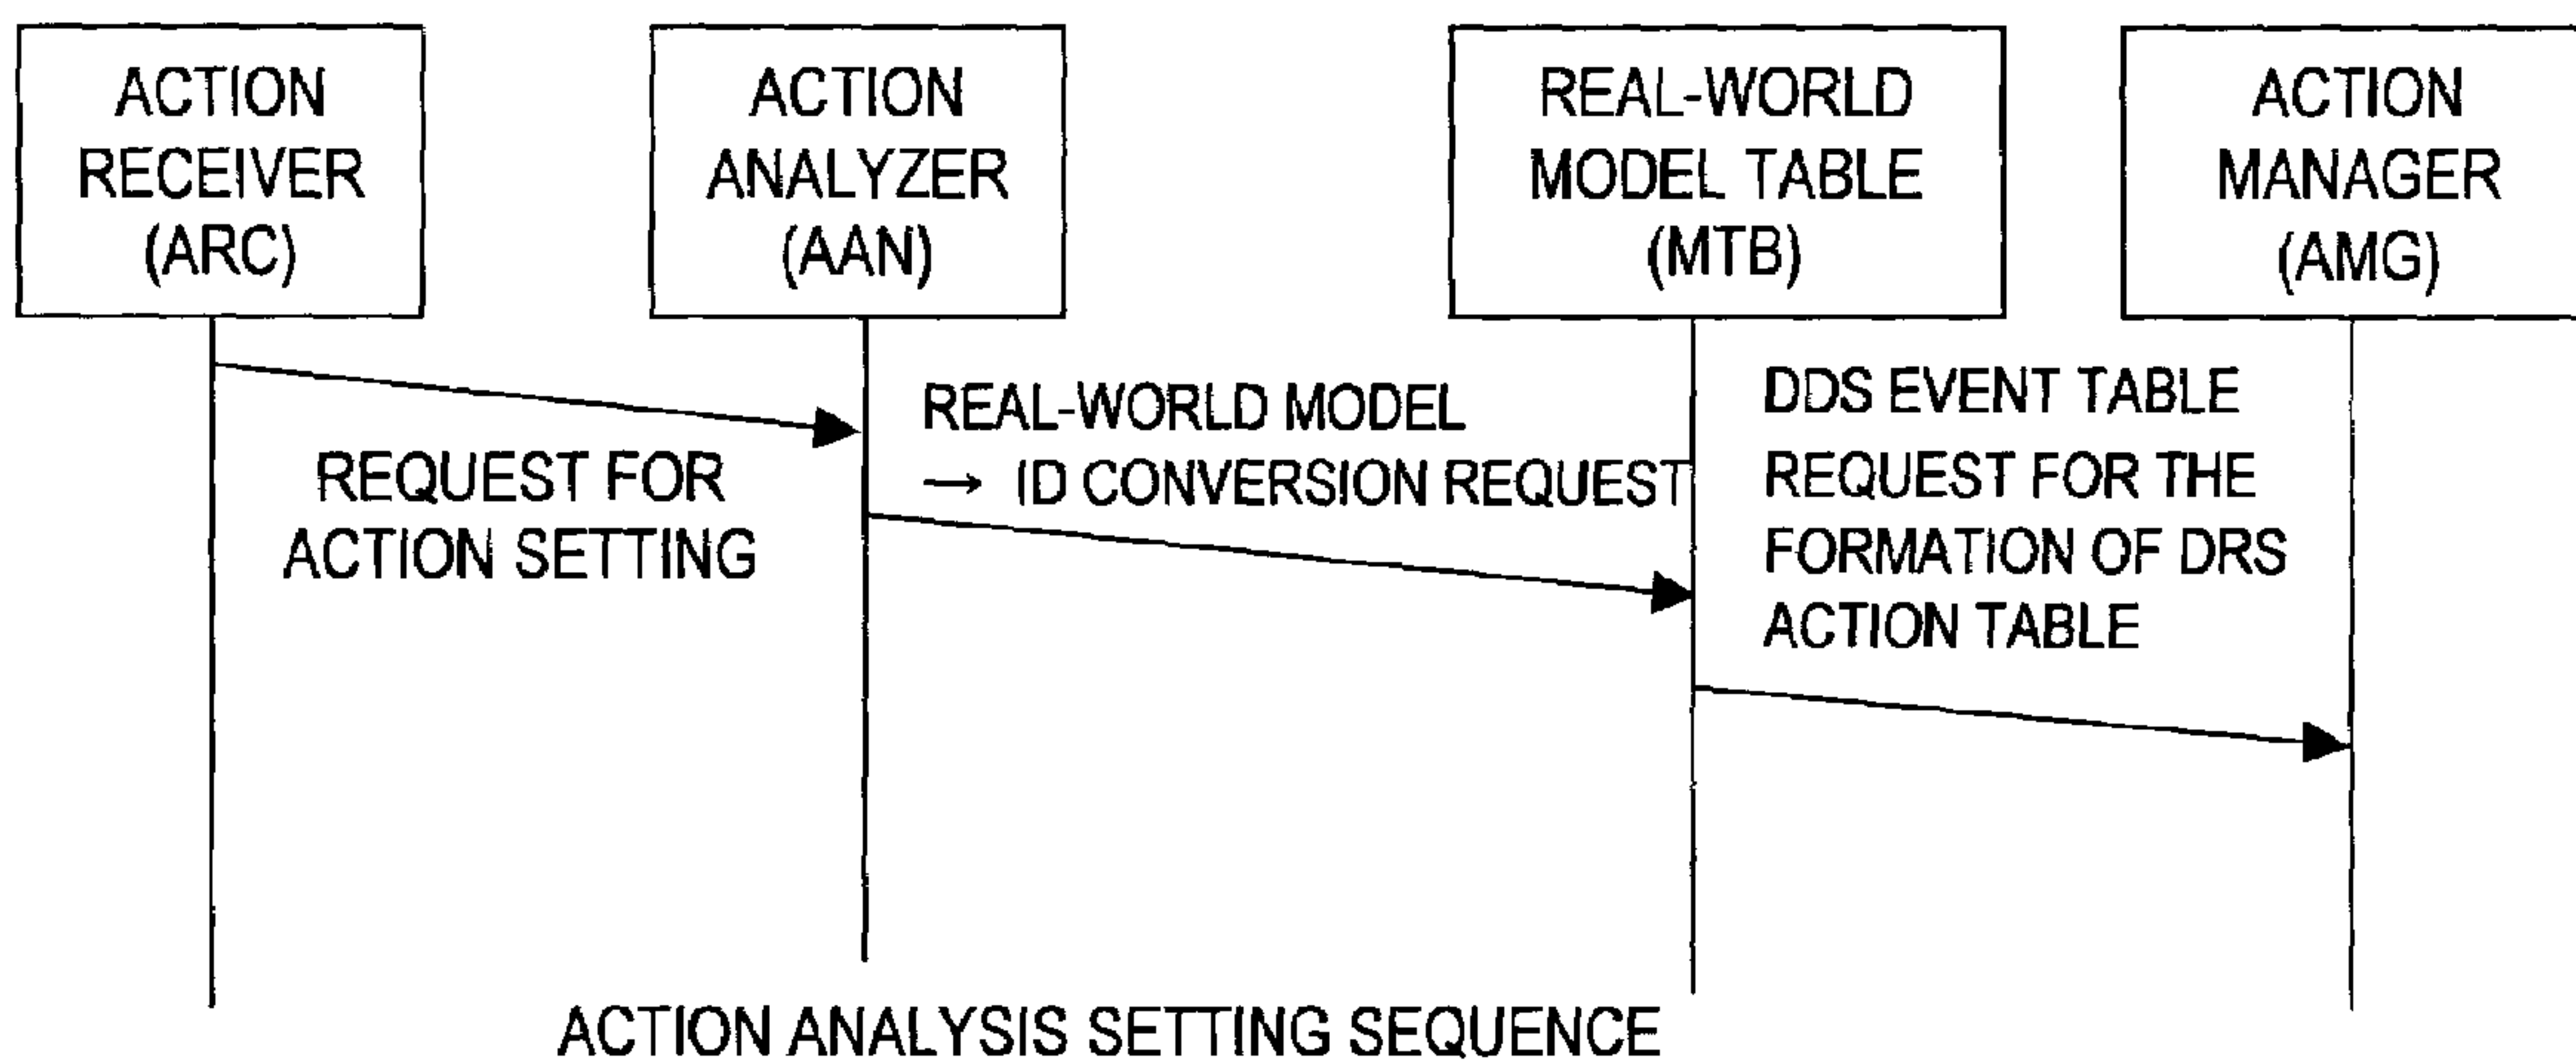 ACTION
RECEIVER
(ARC)
ACTION
ANALYZER
(AAN)
REAL-WORLD
MODEL TABLE
(MTB)
ACTION
MANAGER
(AMG)
REQUEST FOR
ACTION SETTING
REAL-WORLD MODEL
→ ID CONVERSION REQUEST
DDS EVENT TABLE
REQUEST FOR THE
FORMATION OF DRS
ACTION TABLE
ACTION ANALYSIS SETTING SEQUENCE